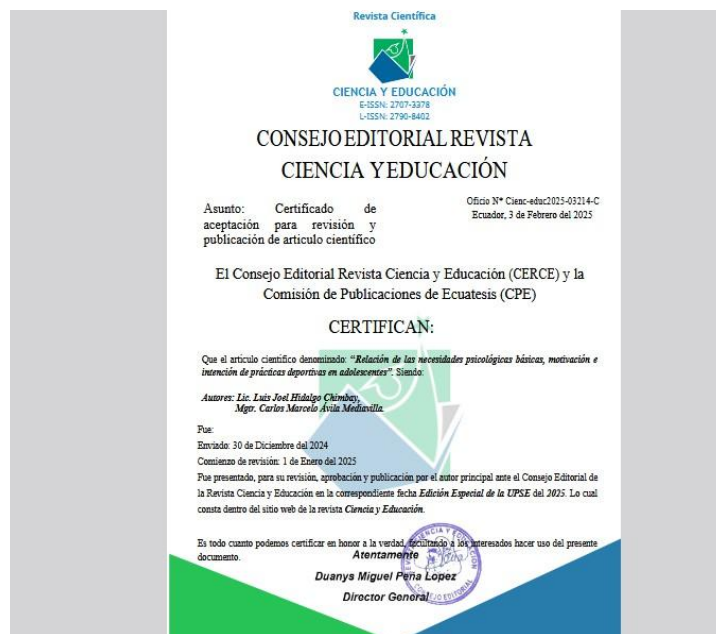 Revista Científica
CIENCIA Y EDUCACIÓN
E-ISSN: 2707-3378
L-ISSN: 2790-8402
CONSEJO EDITORIAL REVISTA
CIENCIA Y EDUCACIÓN
Oficio N* Cienc-educ2025-03214-C
Ecuador, 3 de Febrero del 2025
Asunto: Certificado de
aceptación para revisión y
publicación de articulo científico
El Consejo Editorial Revista Ciencia y Educación (CERCE) y la
Comisión de Publicaciones de Ecuatesis (CPE)
CERTIFICAN:
Que el articulo cientifico denominado: “Relación de las necesidades psicológicas básicas, motivación e
intención de prácticas deportivas en adolescentes”. Siendo:
Autores: Lic. Luis Joel Hidalgo Chimbay,
Mgtr. Carlos Marcelo Ávila Mediavilla.
Fue:
Enviado: 30 de Diciembre del 2024
Comienzo de revisión: 1 de Enero del 2025
Fue presentado, para su revisión, aprobación y publicación por el autor principal ante el Consejo Editorial de
la Revista Ciencia y Educación en la correspondiente fecha Edición Especial de la UPSE del 2025. Lo cual
consta dentro del sitio web de la revista Ciencia y Educación.
Es todo cuanto podemos certificar en honor a la verdad, facultando a los interesados hacer uso del presente
documento.
Atentamente
Duanys Miguel Peña Lopez
Director General